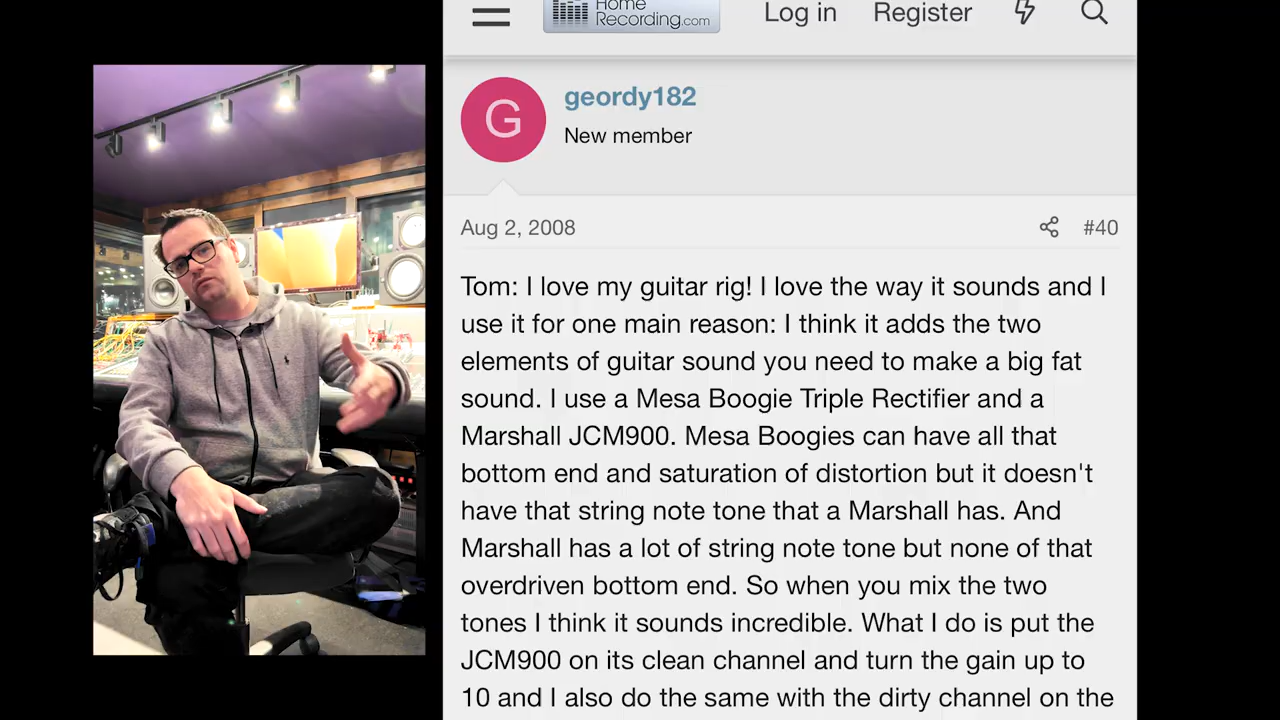 Home
Recording.com
Log in
Register
G
geordy182
New member
Aug 2, 2008
#40
Tom: I love my guitar rig! I love the way it sounds and I
use it for one main reason: I think it adds the two
elements of guitar sound you need to make a big fat
sound. I use a Mesa Boogie Triple Rectifier and a
Marshall JCM900. Mesa Boogies can have all that
bottom end and saturation of distortion but it doesn't
have that string note tone that a Marshall has. And
Marshall has a lot of string note tone but none of that
overdriven bottom end. So when you mix the two
tones I think it sounds incredible. What I do is put the
JCM900 on its clean channel and turn the gain up to
10 and I also do the same with the dirty channel on the